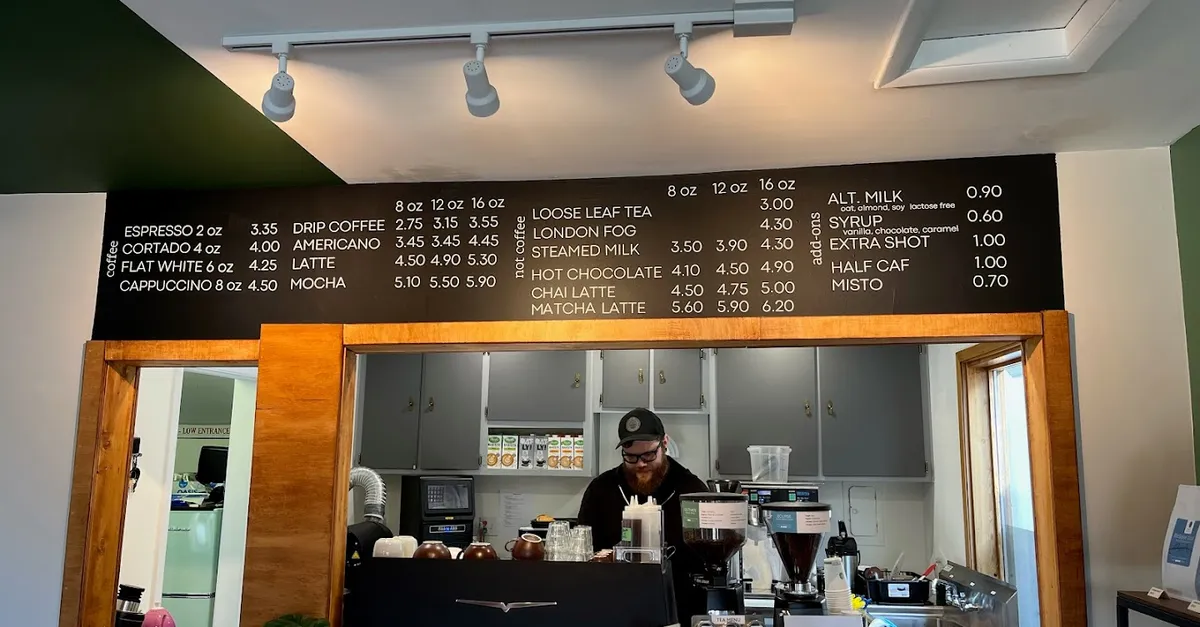 coffee
ESPRESSO 2 oz 3.35
CORTADO 4 oz 4.00
FLAT WHITE 6 oz 4.25
CAPPUCCINO 8 oz 4.50
8 oz 12 oz 16 oz
DRIP COFFEE 2.75 3.15 3.55
AMERICANO 3.45 3.45 4.45
LATTE 4.50 4.90 5.30
MOCHA 5.10 5.50 5.90
not coffee
8 oz 12 oz 16 oz
LOOSE LEAF TEA 3.00
LONDON FOG 4.30
STEAMED MILK 3.50 3.90 4.30
HOT CHOCOLATE 4.10 4.50 4.90
CHAI LATTE 4.50 4.75 5.00
MATCHA LATTE 5.60 5.90 6.20
add-ons
ALT. MILK 0.90
oat, almond, soy lactose free
SYRUP 0.60
vanilla, chocolate, caramel
EXTRA SHOT 1.00
HALF CAF 1.00
MISTO 0.70
- LOW ENTRANCE
TEA MENU